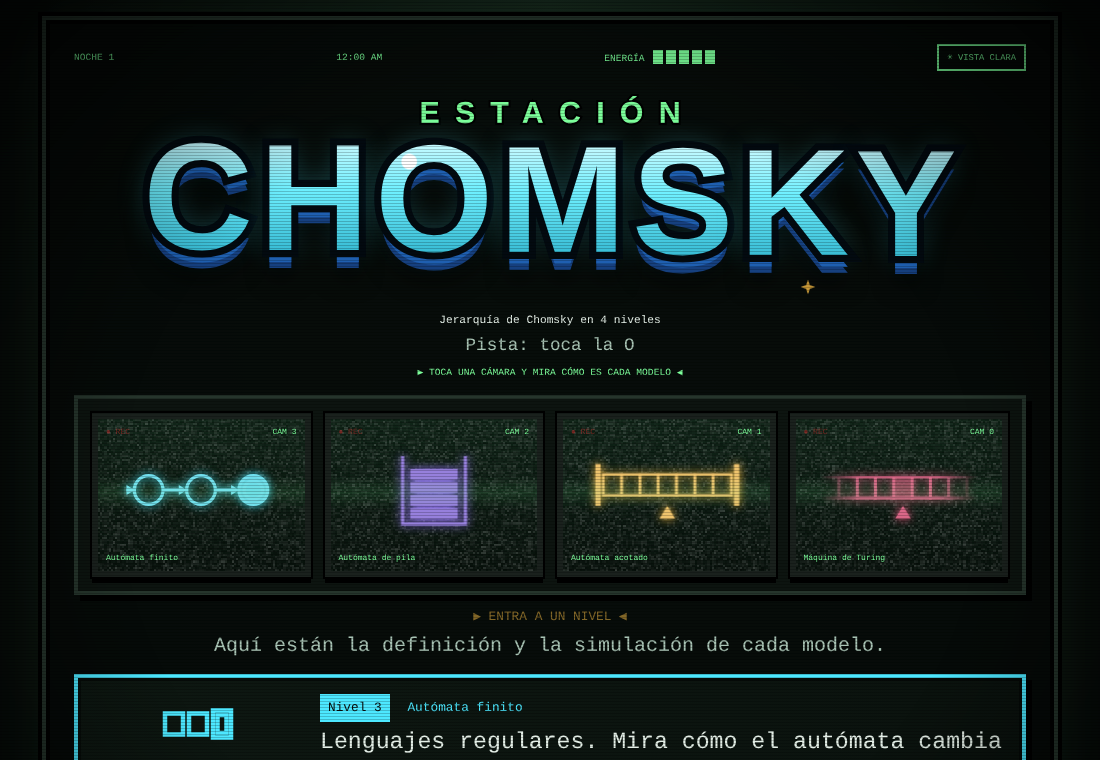 NOCHE 1
12:00 AM
ENERGÍA
☀ VISTA CLARA
ESTACIÓN
CHOMSKY
Jerarquía de Chomsky en 4 niveles
Pista: toca la O
▶ TOCA UNA CÁMARA Y MIRA CÓMO ES CADA MODELO ◀
CAM 3
Autómata finito
CAM 2
Autómata de pila
CAM 1
Autómata acotado
CAM 0
Máquina de Turing
▶ ENTRA A UN NIVEL ◀
Aquí están la definición y la simulación de cada modelo.
Nivel 3 Autómata finito
Lenguajes regulares. Mira cómo el autómata cambia